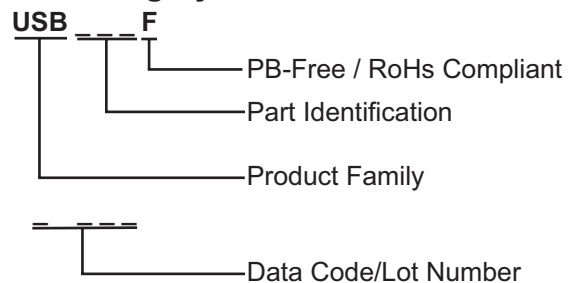 USB _ _ _ F
PB-Free / RoHs Compliant
Part Identification
Product Family
_ _ _ _
Data Code/Lot Number